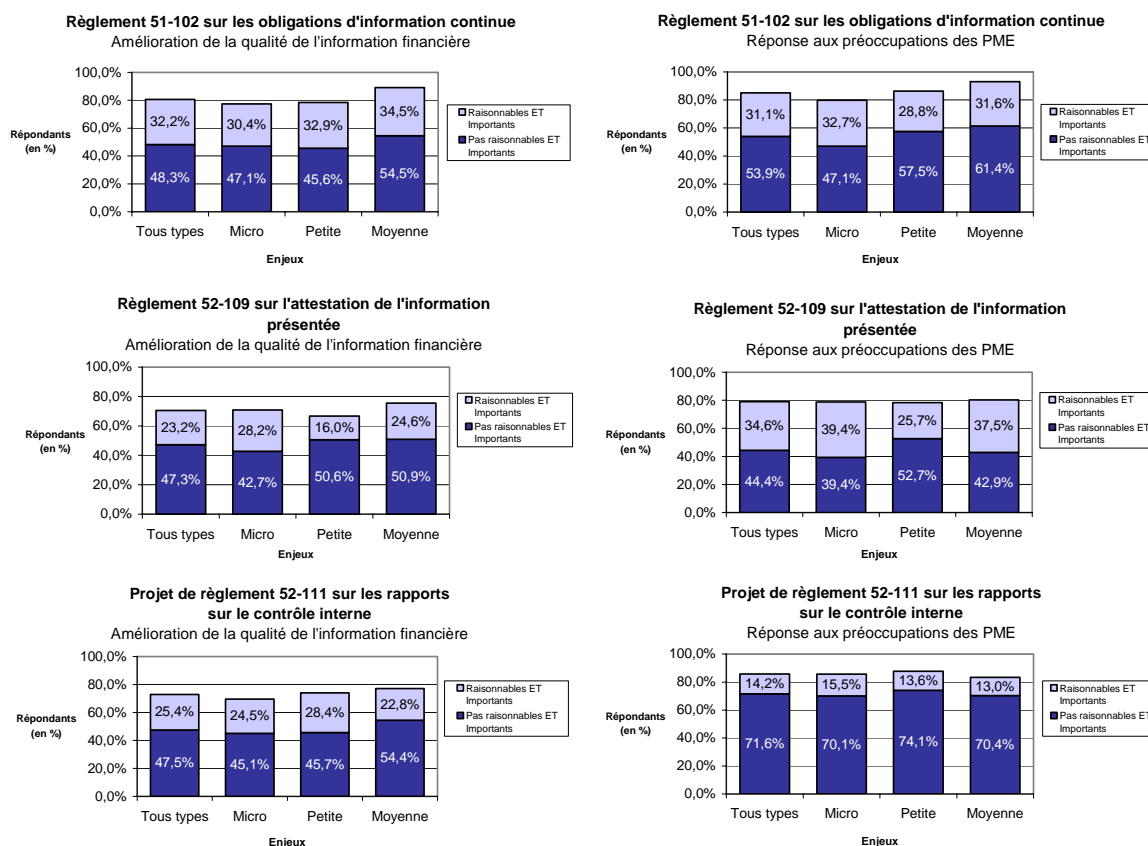 Règlement 51-102 sur les obligations d'information continue
Amélioration de la qualité de l'information financière
100,0%
80,0%
60,0%
40,0%
20,0%
0,0%
Répondants
(en %)
32,2%
30,4%
32,9%
34,5%
48,3%
47,1%
45,6%
54,5%
Tous types
Micro
Petite
Moyenne
Enjeux
Raisonnables ET
Importants
Pas raisonnables ET
Importants
Règlement 51-102 sur les obligations d'information continue
Réponse aux préoccupations des PME
100,0%
80,0%
60,0%
40,0%
20,0%
0,0%
Répondants
(en %)
31,1%
32,7%
28,8%
31,6%
53,9%
47,1%
57,5%
61,4%
Tous types
Micro
Petite
Moyenne
Enjeux
Raisonnables ET
Importants
Pas raisonnables ET
Importants
Règlement 52-109 sur l'attestation de l'information
présentée
Amélioration de la qualité de l'information financière
100,0%
80,0%
60,0%
40,0%
20,0%
0,0%
Répondants
(en %)
23,2%
28,2%
16,0%
24,6%
47,3%
42,7%
50,6%
50,9%
Tous types
Micro
Petite
Moyenne
Enjeux
Raisonnables ET
Importants
Pas raisonnables ET
Importants
Règlement 52-109 sur l'attestation de l'information
présentée
Réponse aux préoccupations des PME
100,0%
80,0%
60,0%
40,0%
20,0%
0,0%
Répondants
(en %)
34,6%
39,4%
25,7%
37,5%
44,4%
39,4%
52,7%
42,9%
Tous types
Micro
Petite
Moyenne
Enjeux
Raisonnables ET
Importants
Pas raisonnables ET
Importants
Projet de règlement 52-111 sur les rapports
sur le contrôle interne
Amélioration de la qualité de l'information financière
100,0%
80,0%
60,0%
40,0%
20,0%
0,0%
Répondants
(en %)
25,4%
24,5%
28,4%
22,8%
47,5%
45,1%
45,7%
54,4%
Tous types
Micro
Petite
Moyenne
Enjeux
Raisonnables ET
Importants
Pas raisonnables ET
Importants
Projet de règlement 52-111 sur les rapports
sur le contrôle interne
Réponse aux préoccupations des PME
100,0%
80,0%
60,0%
40,0%
20,0%
0,0%
Répondants
(en %)
14,2%
15,5%
13,6%
13,0%
71,6%
70,1%
74,1%
70,4%
Tous types
Micro
Petite
Moyenne
Enjeux
Raisonnables ET
Importants
Pas raisonnables ET
Importants